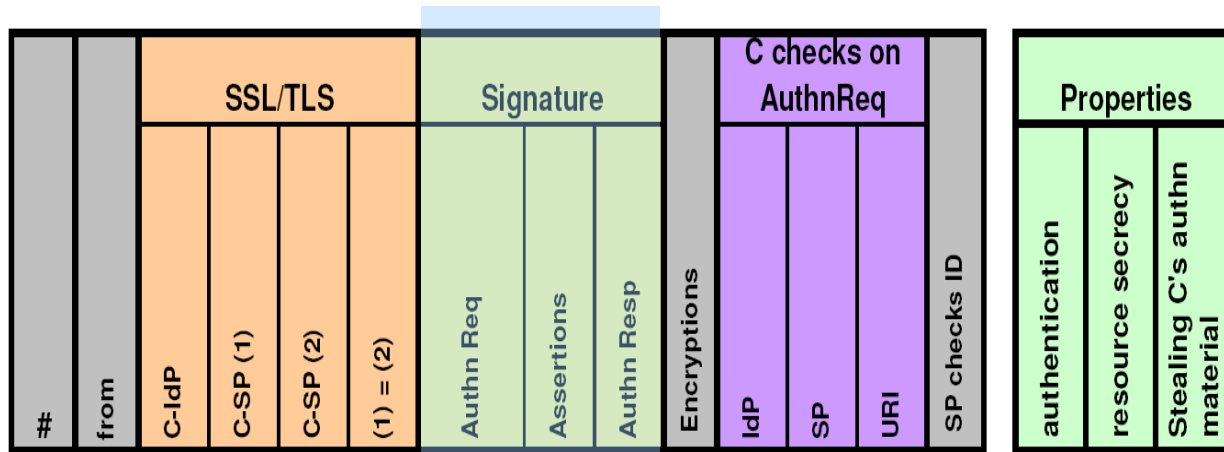 SSL/TLS
Signature
C checks on
AuthnReq
Properties
#
from
C-IdP
C-SP (1)
C-SP (2)
(1) = (2)
Authn Req
Assertions
Authn Resp
Encryptions
IdP
SP
URI
SP checks ID
authentication
resource secrecy
Stealing C's authn
material